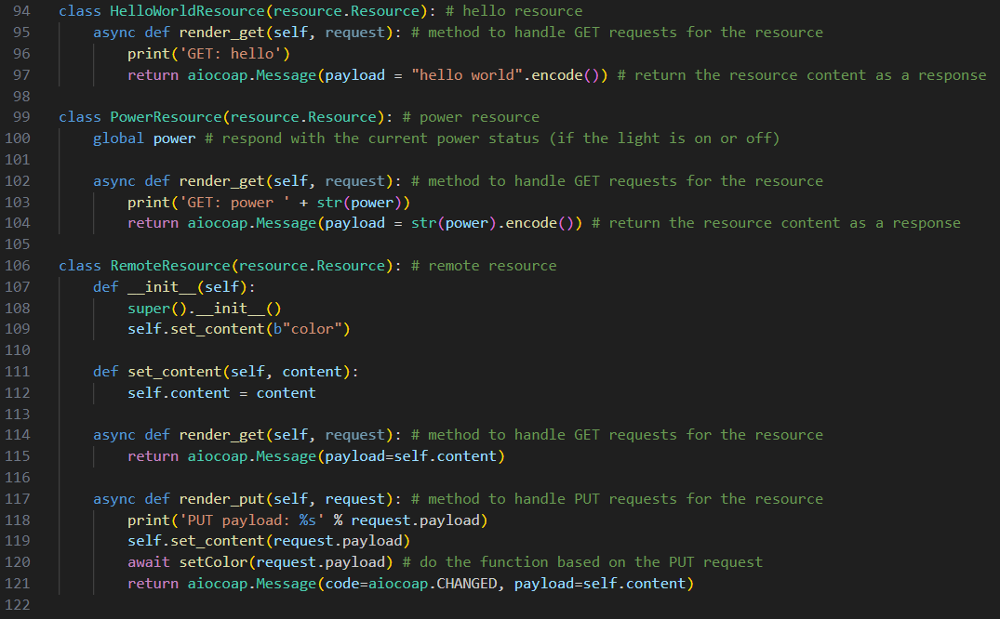 94 class HelloWorldResource(resource.Resource): # hello resource
95 async def render_get(self, request): # method to handle GET requests for the resource
96 print('GET: hello')
97 return aiocoap.Message(payload = "hello world".encode()) # return the resource content as a response
98
99 class PowerResource(resource.Resource): # power resource
100 global power # respond with the current power status (if the light is on or off)
101
102 async def render_get(self, request): # method to handle GET requests for the resource
103 print('GET: power ' + str(power))
104 return aiocoap.Message(payload = str(power).encode()) # return the resource content as a response
105
106 class RemoteResource(resource.Resource): # remote resource
107 def __init__(self):
108 super().__init__()
109 self.set_content(b"color")
110
111 def set_content(self, content):
112 self.content = content
113
114 async def render_get(self, request): # method to handle GET requests for the resource
115 return aiocoap.Message(payload=self.content)
116
117 async def render_put(self, request): # method to handle PUT requests for the resource
118 print('PUT payload: %s' % request.payload)
119 self.set_content(request.payload)
120 await setColor(request.payload) # do the function based on the PUT request
121 return aiocoap.Message(code=aiocoap.CHANGED, payload=self.content)
122